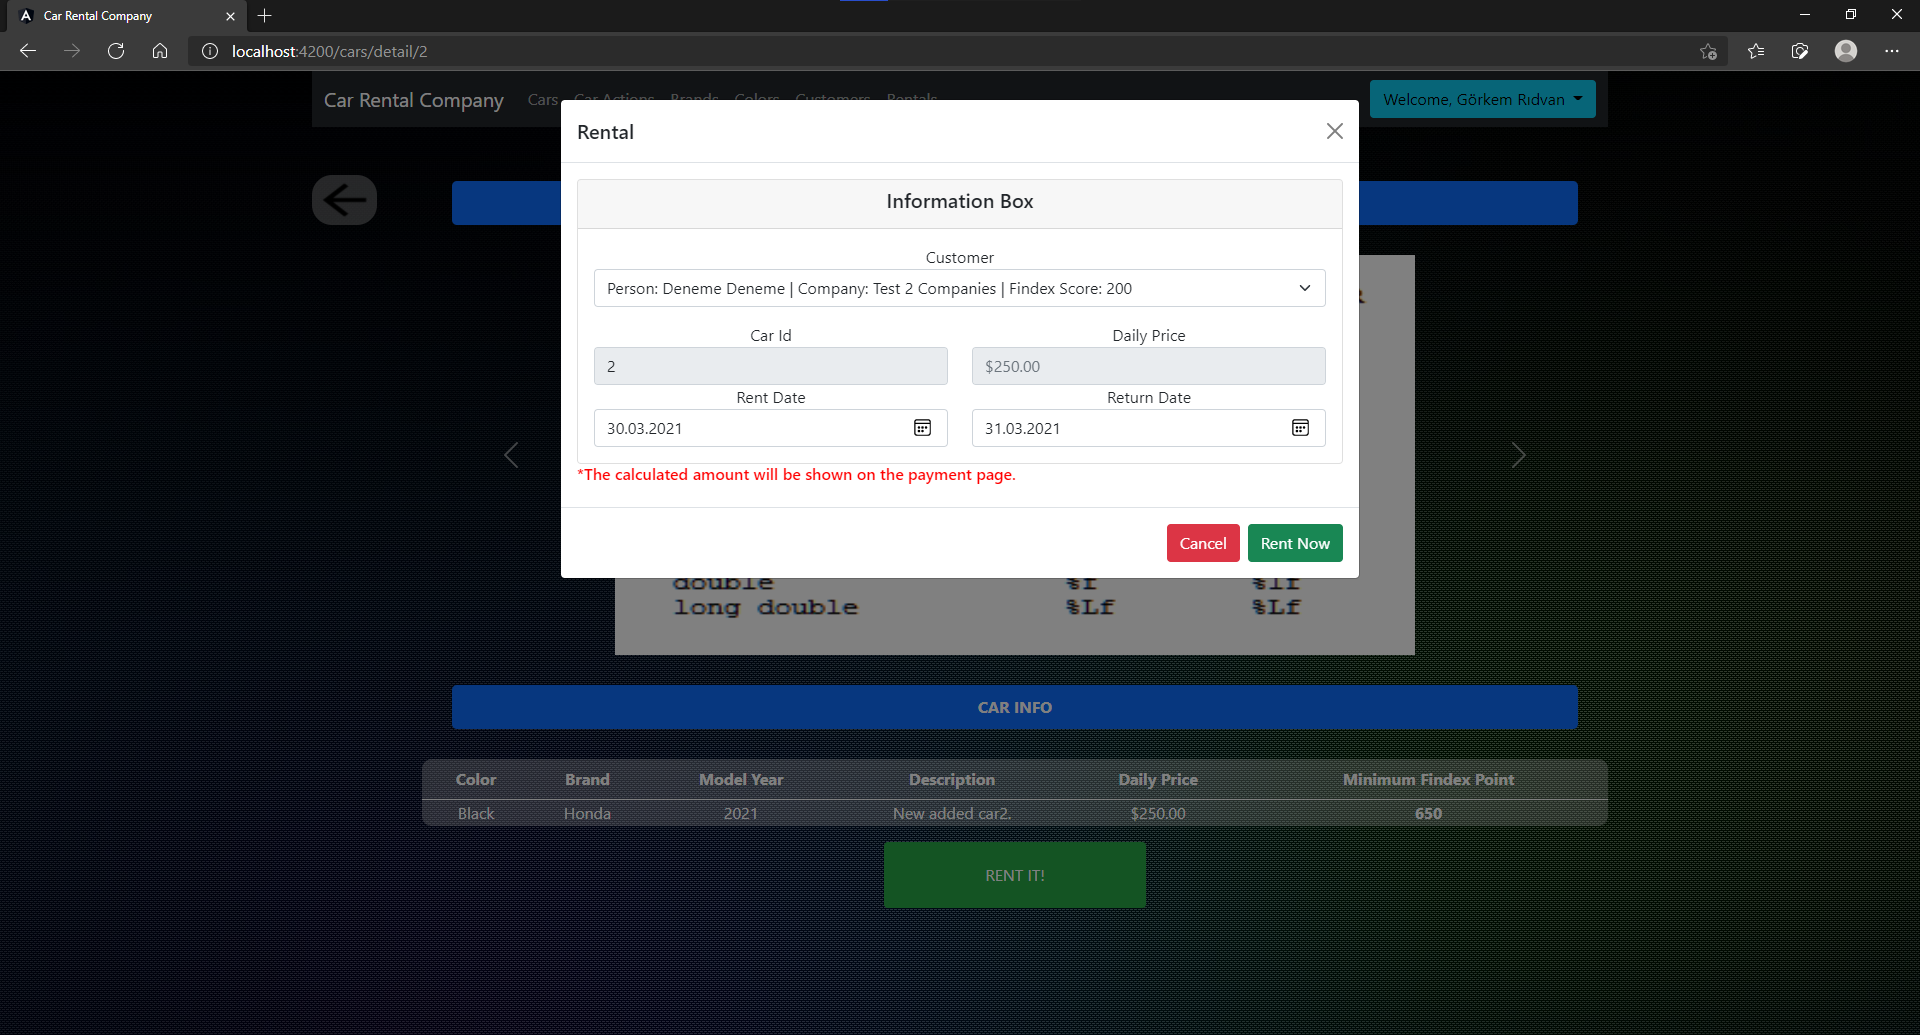 Car Rental Company
localhost:4200/cars/detail/2
Car Rental Company Cars Car Actions Brands Colors Customers Rentals Welcome, Görkem Rıdvan
Rental
Information Box
Customer
Person: Deneme Deneme | Company: Test 2 Companies | Findex Score: 200
Car Id Daily Price
2 $250.00
Rent Date Return Date
30.03.2021 31.03.2021
*The calculated amount will be shown on the payment page.
Cancel Rent Now
double %f %lf
long double %Lf %Lf
CAR INFO
Color Brand Model Year Description Daily Price Minimum Findex Point
Black Honda 2021 New added car2. $250.00 650
RENT IT!